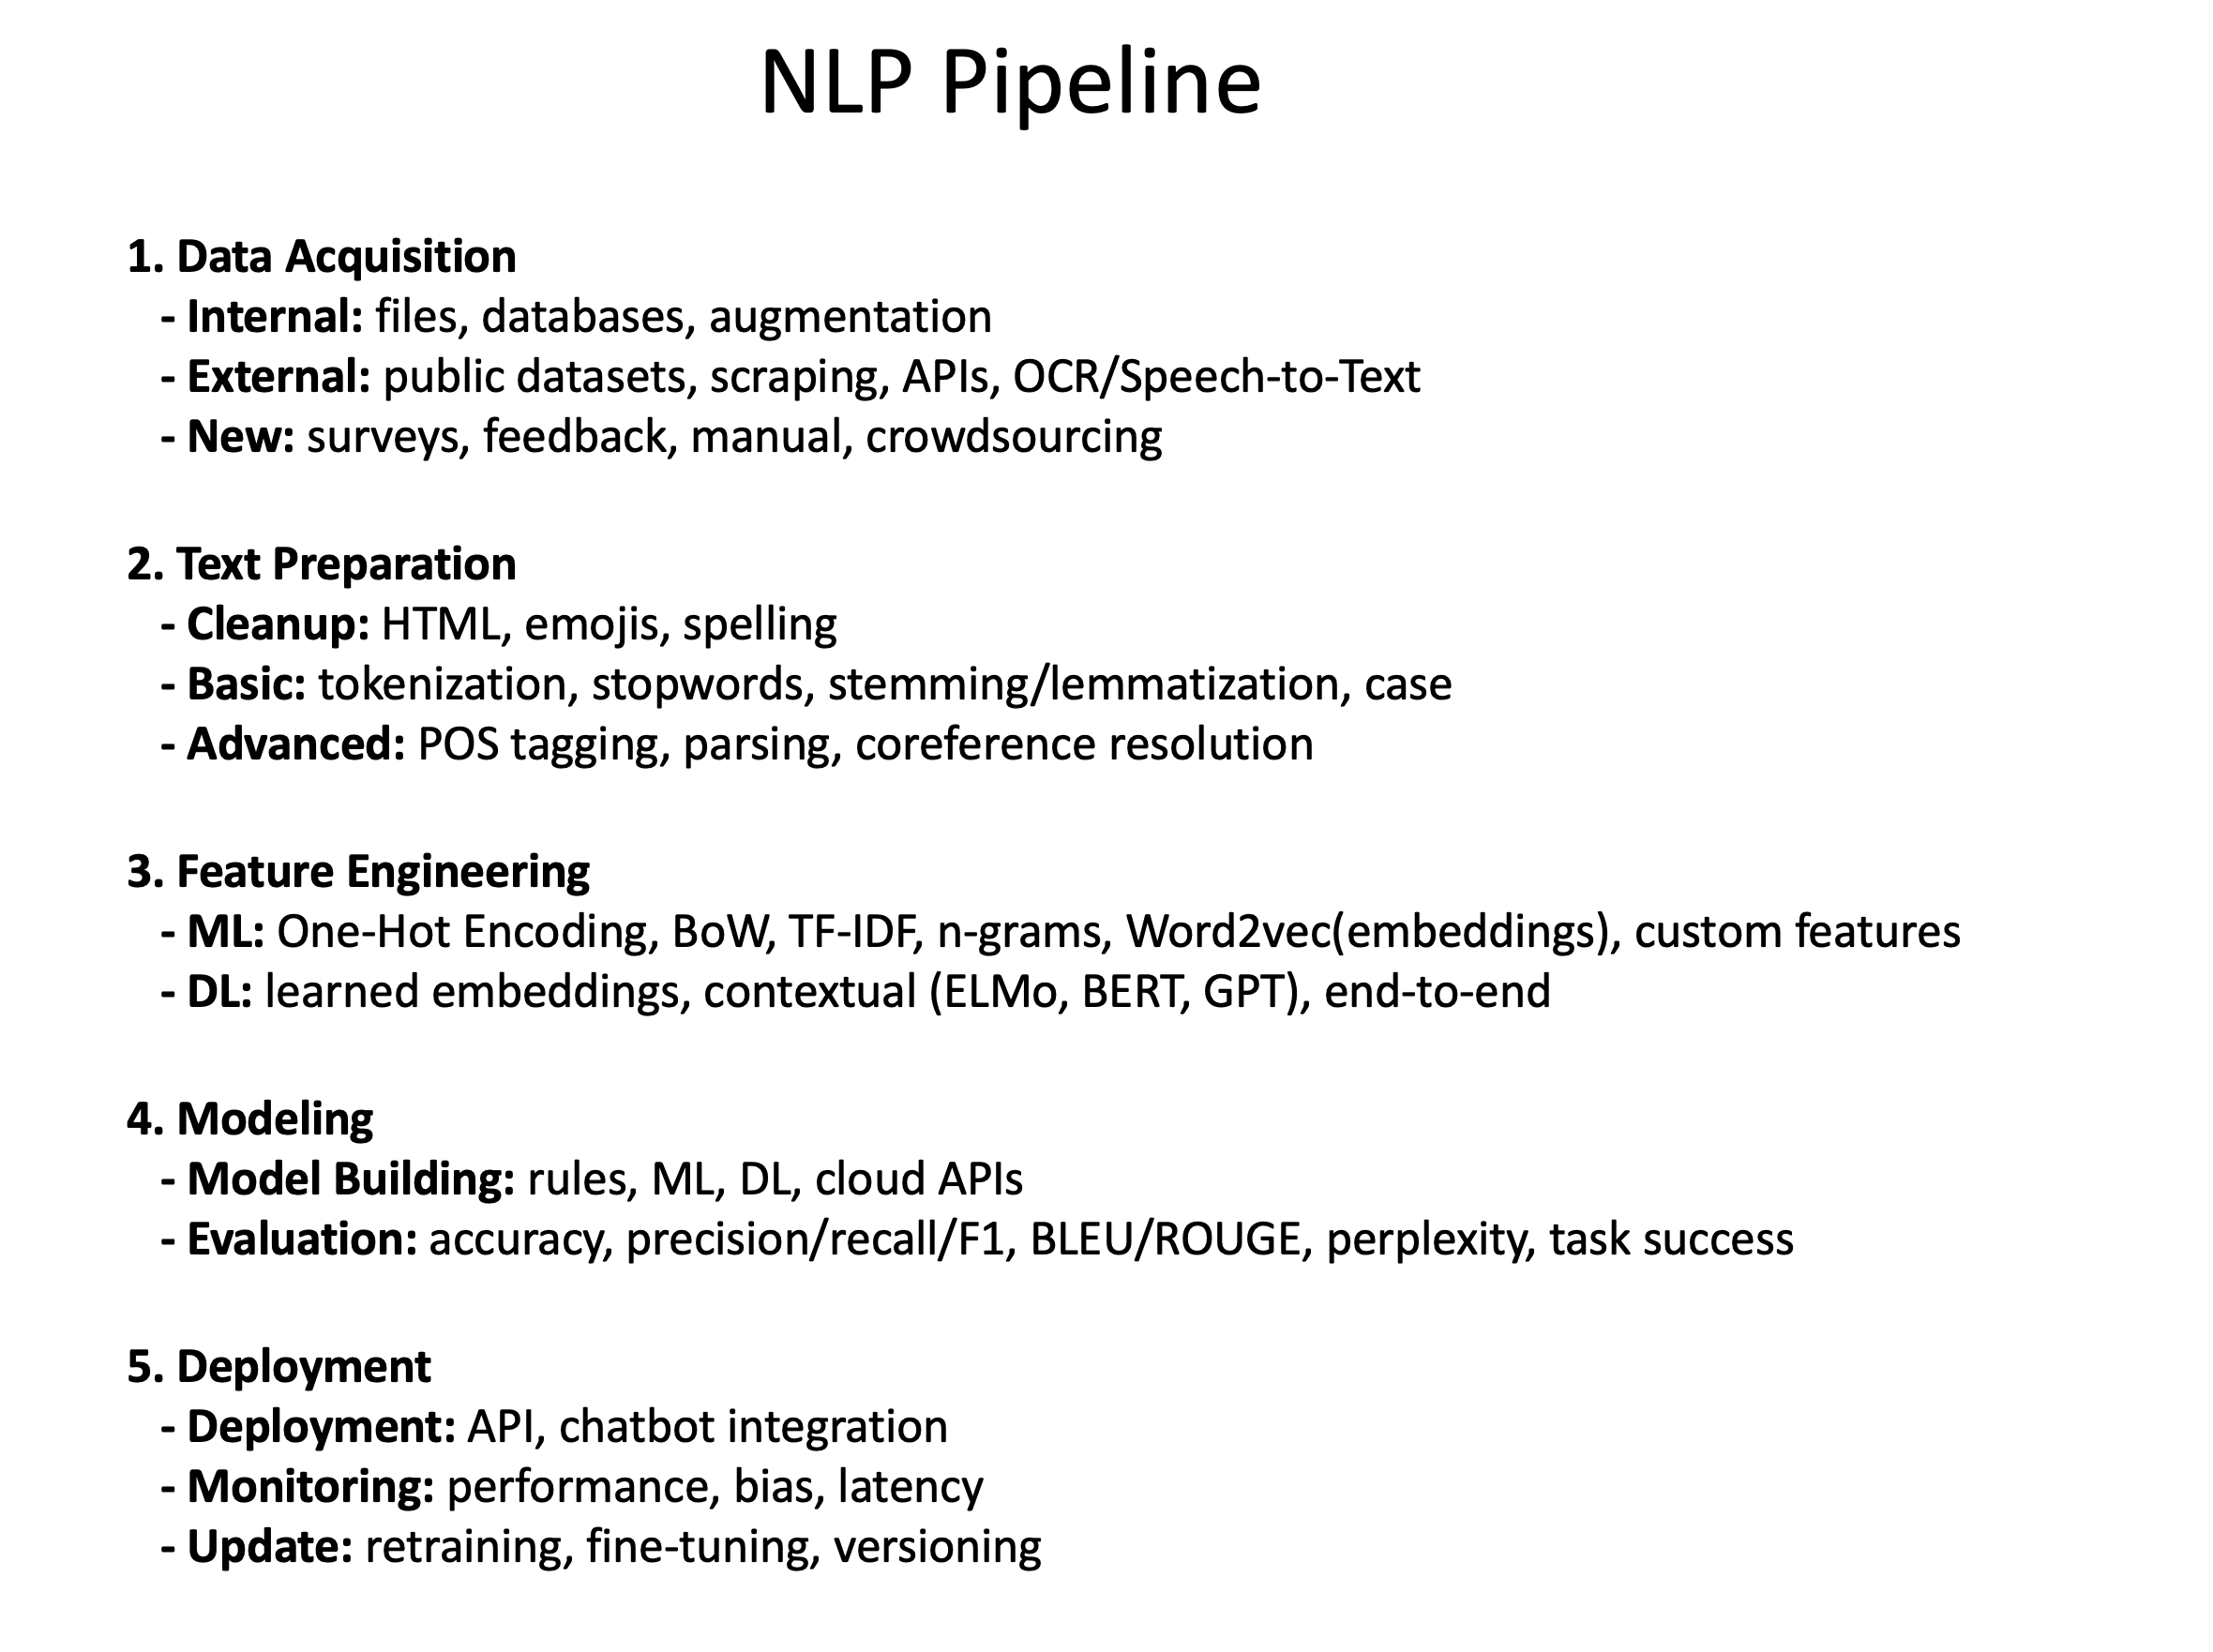 NLP Pipeline
1. Data Acquisition
- Internal: files, databases, augmentation
- External: public datasets, scraping, APIs, OCR/Speech-to-Text
- New: surveys, feedback, manual, crowdsourcing
2. Text Preparation
- Cleanup: HTML, emojis, spelling
- Basic: tokenization, stopwords, stemming/lemmatization, case
- Advanced: POS tagging, parsing, coreference resolution
3. Feature Engineering
- ML: One-Hot Encoding, BoW, TF-IDF, n-grams, Word2vec(embeddings), custom features
- DL: learned embeddings, contextual (ELMo, BERT, GPT), end-to-end
4. Modeling
- Model Building: rules, ML, DL, cloud APIs
- Evaluation: accuracy, precision/recall/F1, BLEU/ROUGE, perplexity, task success
5. Deployment
- Deployment: API, chatbot integration
- Monitoring: performance, bias, latency
- Update: retraining, fine-tuning, versioning